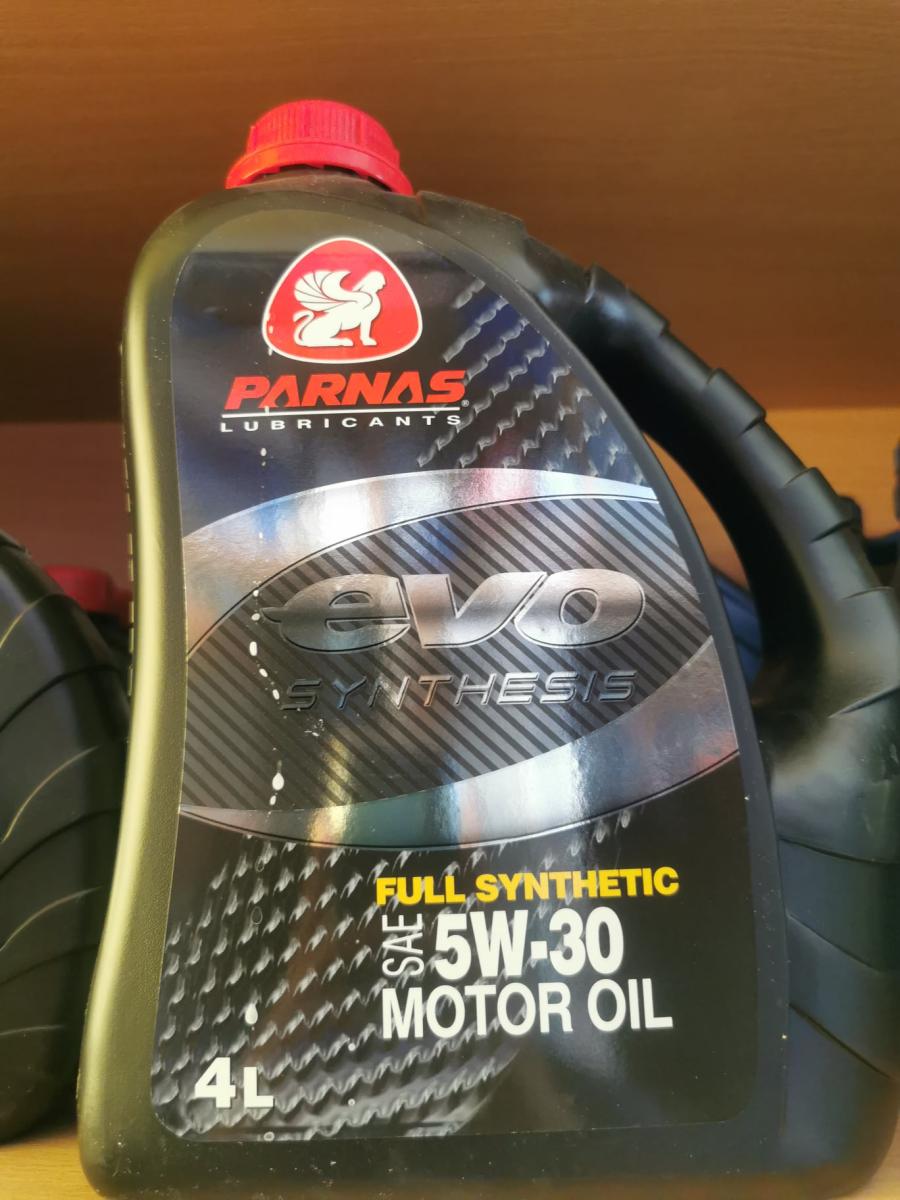 PARNAS®
LUBRICANTS
evo
SYNTHESIS
FULL SYNTHETIC
SAE 5W-30
MOTOR OIL
4L